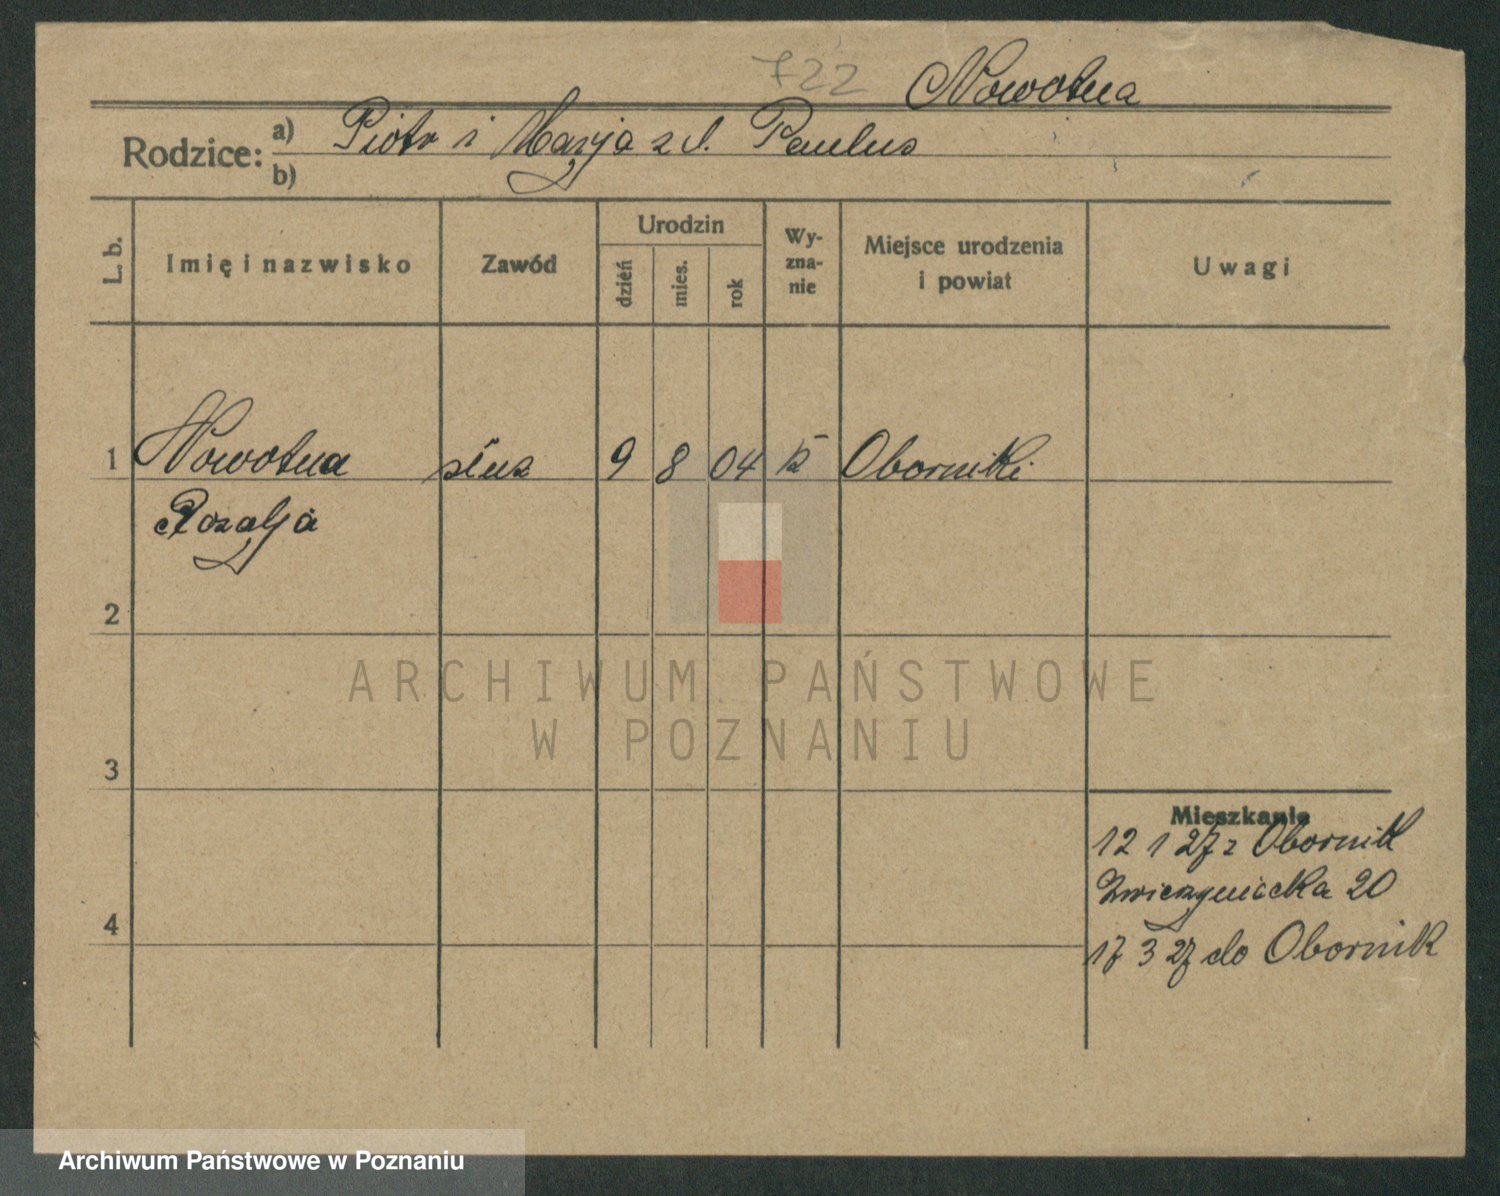 722 Nowotna
Rodzice: a) Piotr i Marja z d. Paulus
b)
L. b.
Imię i nazwisko
Zawód
Urodzin
dzień
mies.
rok
Wy-
zna-
nie
Miejsce urodzenia
i powiat
Uwagi
1 Nowotna służ 9 8 04 k Oborniki
Rozalja
2
3
4
Mieszkanie
12 1 27 z Obornik
Zwierzyniecka 20
17 3 27 do Obornik
ARCHIWUM PAŃSTWOWE
W POZNANIU
Archiwum Państwowe w Poznaniu